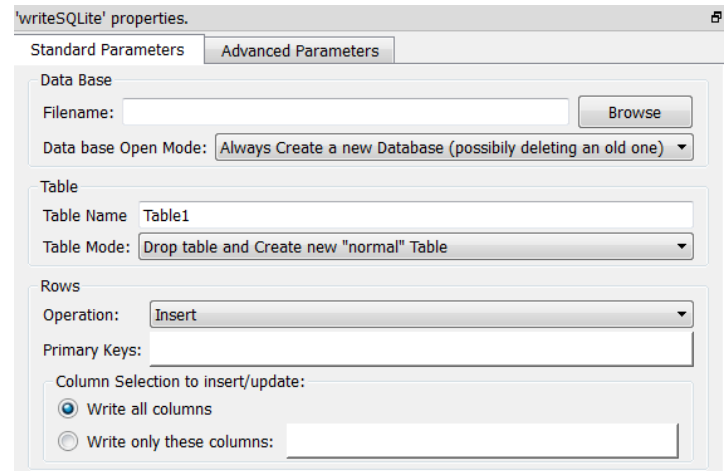 'writeSQLite' properties.
Standard Parameters Advanced Parameters
Data Base
Filename: Browse
Data base Open Mode: Always Create a new Database (possibily deleting an old one)
Table
Table Name Table1
Table Mode: Drop table and Create new "normal" Table
Rows
Operation: Insert
Primary Keys:
Column Selection to insert/update:
Write all columns
Write only these columns: